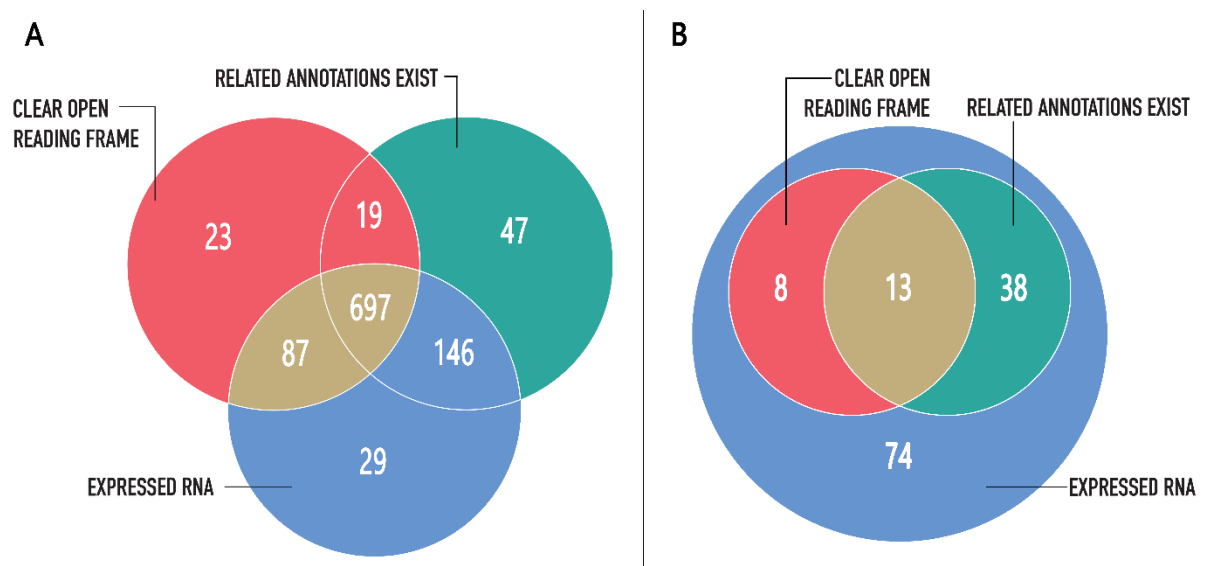 A
RELATED ANNOTATIONS EXIST
CLEAR OPEN
READING FRAME
19
23
47
697
87
146
29
EXPRESSED RNA
B
CLEAR OPEN
READING FRAME
RELATED ANNOTATIONS EXIST
8
13
38
74
EXPRESSED RNA